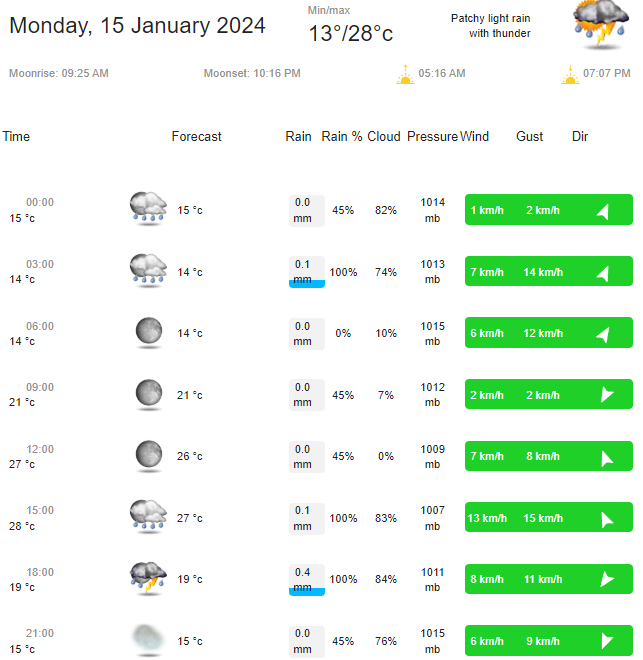 Monday, 15 January 2024
Min/max
13°/28°c
Patchy light rain
with thunder
Moonrise: 09:25 AM Moonset: 10:16 PM 05:16 AM 07:07 PM
Time Forecast Rain Rain % Cloud Pressure Wind Gust Dir
00:00
15 °c 15 °c 0.0 mm 45% 82% 1014 mb 1 km/h 2 km/h
03:00
14 °c 14 °c 0.1 mm 100% 74% 1013 mb 7 km/h 14 km/h
06:00
14 °c 14 °c 0.0 mm 0% 10% 1015 mb 6 km/h 12 km/h
09:00
21 °c 21 °c 0.0 mm 45% 7% 1012 mb 2 km/h 2 km/h
12:00
27 °c 26 °c 0.0 mm 45% 0% 1009 mb 7 km/h 8 km/h
15:00
28 °c 27 °c 0.1 mm 100% 83% 1007 mb 13 km/h 15 km/h
18:00
19 °c 19 °c 0.4 mm 100% 84% 1011 mb 8 km/h 11 km/h
21:00
15 °c 15 °c 0.0 mm 45% 76% 1015 mb 6 km/h 9 km/h